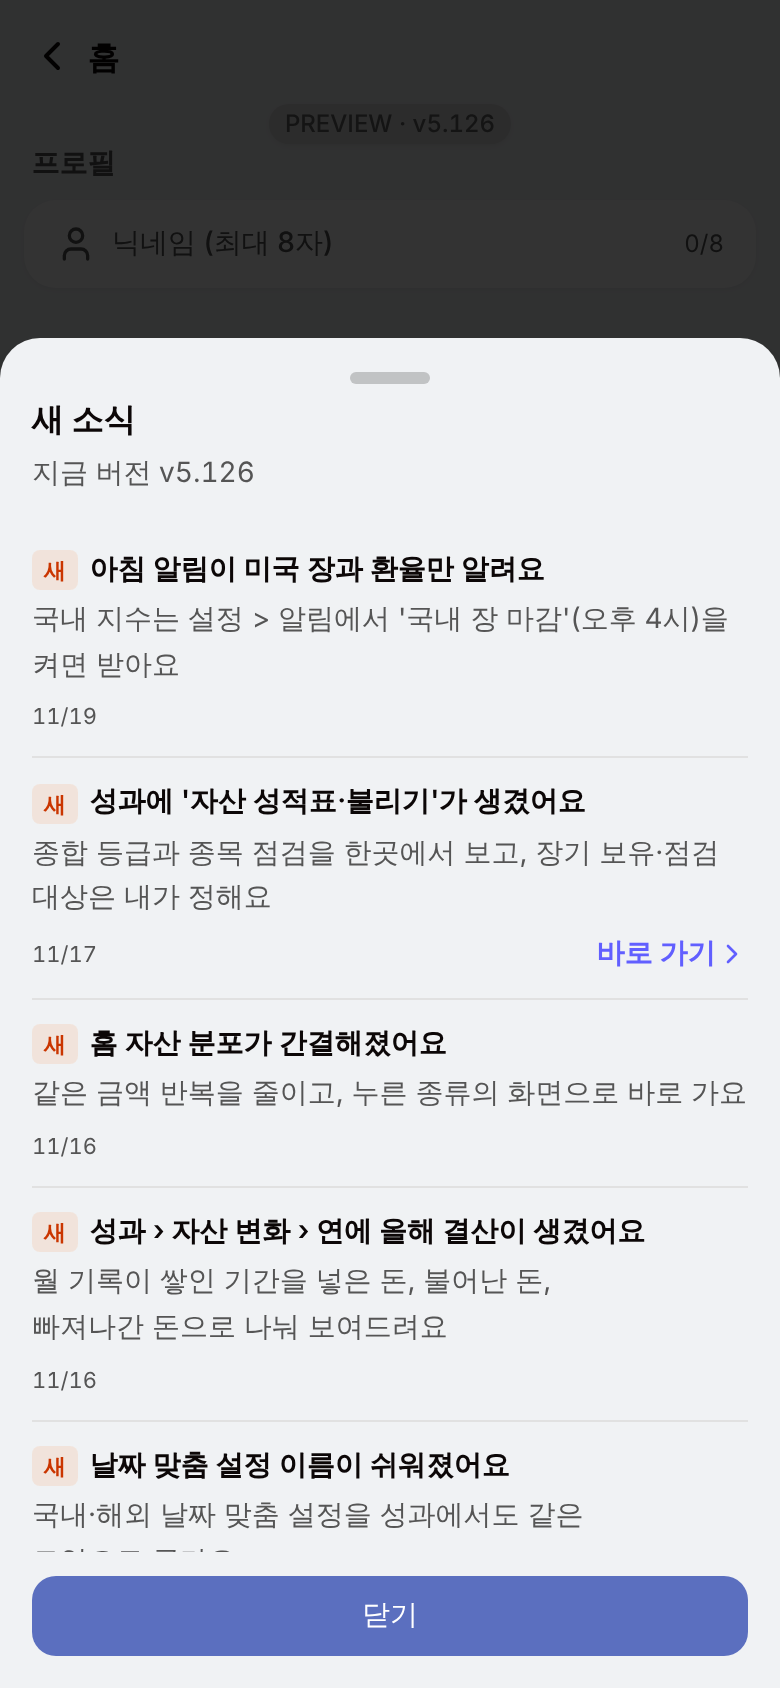 홈
PREVIEW · v5.126
프로필
닉네임 (최대 8자)
0/8
새 소식
지금 버전 v5.126
새 아침 알림이 미국 장과 환율만 알려요
국내 지수는 설정 > 알림에서 '국내 장 마감'(오후 4시)을
켜면 받아요
11/19
새 성과에 '자산 성적표·불리기'가 생겼어요
종합 등급과 종목 점검을 한곳에서 보고, 장기 보유·점검
대상은 내가 정해요
11/17
바로 가기
새 홈 자산 분포가 간결해졌어요
같은 금액 반복을 줄이고, 누른 종류의 화면으로 바로 가요
11/16
새 성과 › 자산 변화 › 연에 올해 결산이 생겼어요
월 기록이 쌓인 기간을 넣은 돈, 불어난 돈,
빠져나간 돈으로 나눠 보여드려요
11/16
새 날짜 맞춤 설정 이름이 쉬워졌어요
국내·해외 날짜 맞춤 설정을 성과에서도 같은
닫기